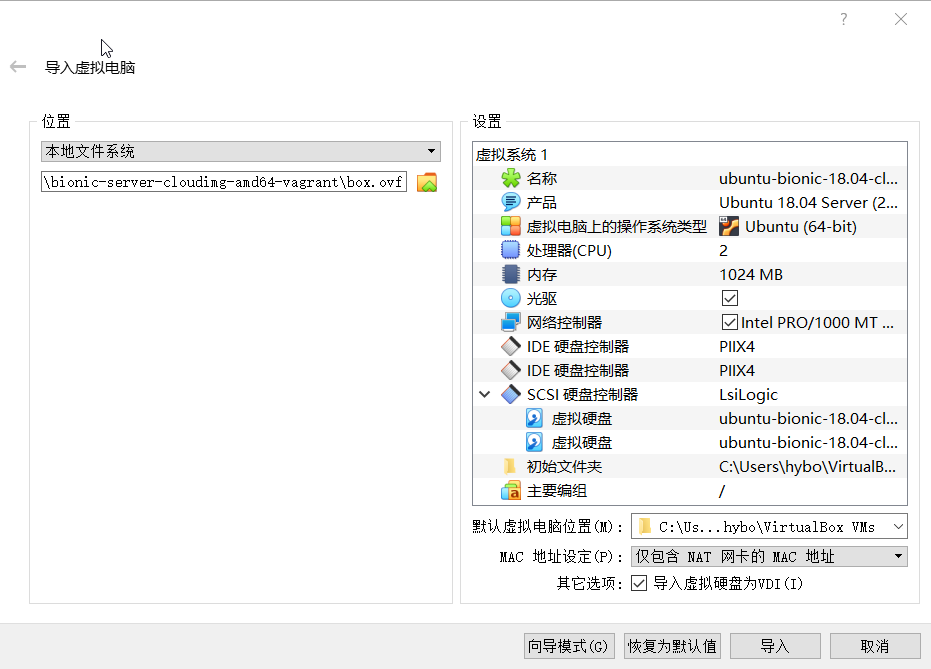 ?
导入虚拟电脑
位置
本地文件系统
\bionic-server-cloudimg-amd64-vagrant\box.ovf
设置
虚拟系统 1
名称 ubuntu-bionic-18.04-cl...
产品 Ubuntu 18.04 Server (2...
虚拟电脑上的操作系统类型 Ubuntu (64-bit)
处理器(CPU) 2
内存 1024 MB
光驱
网络控制器 Intel PRO/1000 MT ...
IDE 硬盘控制器 PIIX4
IDE 硬盘控制器 PIIX4
SCSI 硬盘控制器 LsiLogic
虚拟硬盘 ubuntu-bionic-18.04-cl...
虚拟硬盘 ubuntu-bionic-18.04-cl...
初始文件夹 C:\Users\hybo\VirtualB...
主要编组 /
默认虚拟电脑位置(M): C:\Us...hybo\VirtualBox VMs
MAC 地址设定(P): 仅包含 NAT 网卡的 MAC 地址
其它选项: 导入虚拟硬盘为VDI(I)
向导模式(G) 恢复为默认值 导入 取消